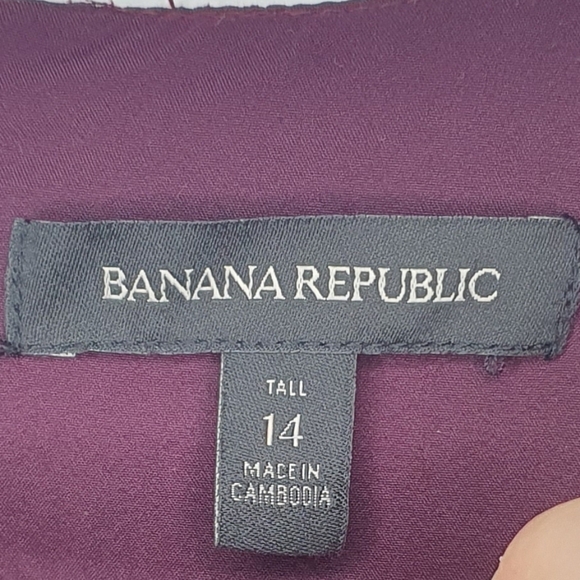 BANANA REPUBLIC
TALL
14
MADE IN
CAMBODIA